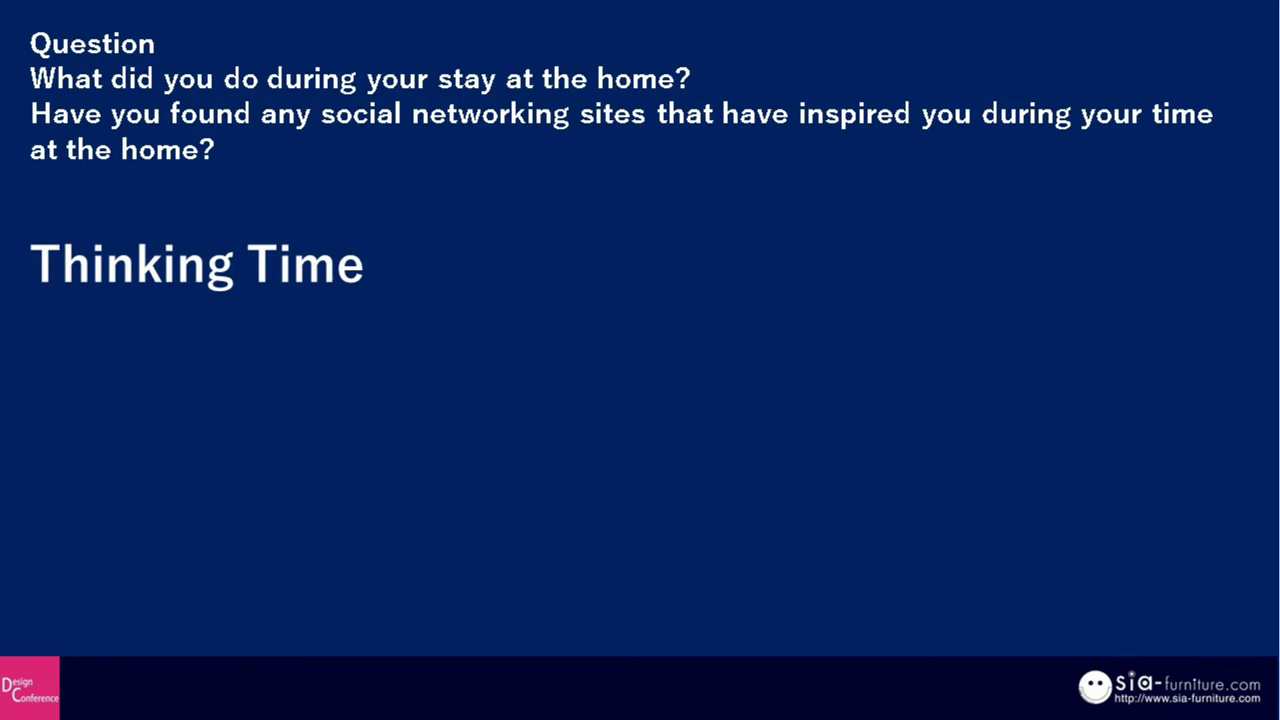 Question
What did you do during your stay at the home?
Have you found any social networking sites that have inspired you during your time
at the home?
Thinking Time
Design
Conference
sia-furniture.com
http://www.sia-furniture.com